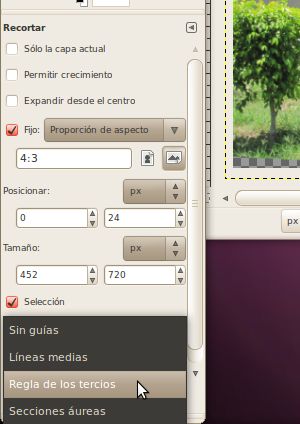 Recortar
Sólo la capa actual
Permitir crecimiento
Expandir desde el centro
Fijo: Proporción de aspecto
4:3
Posicionar: px
0 24
Tamaño: px
452 720
Selección
Sin guías
Líneas medias
Regla de los tercios
Secciones áureas
px